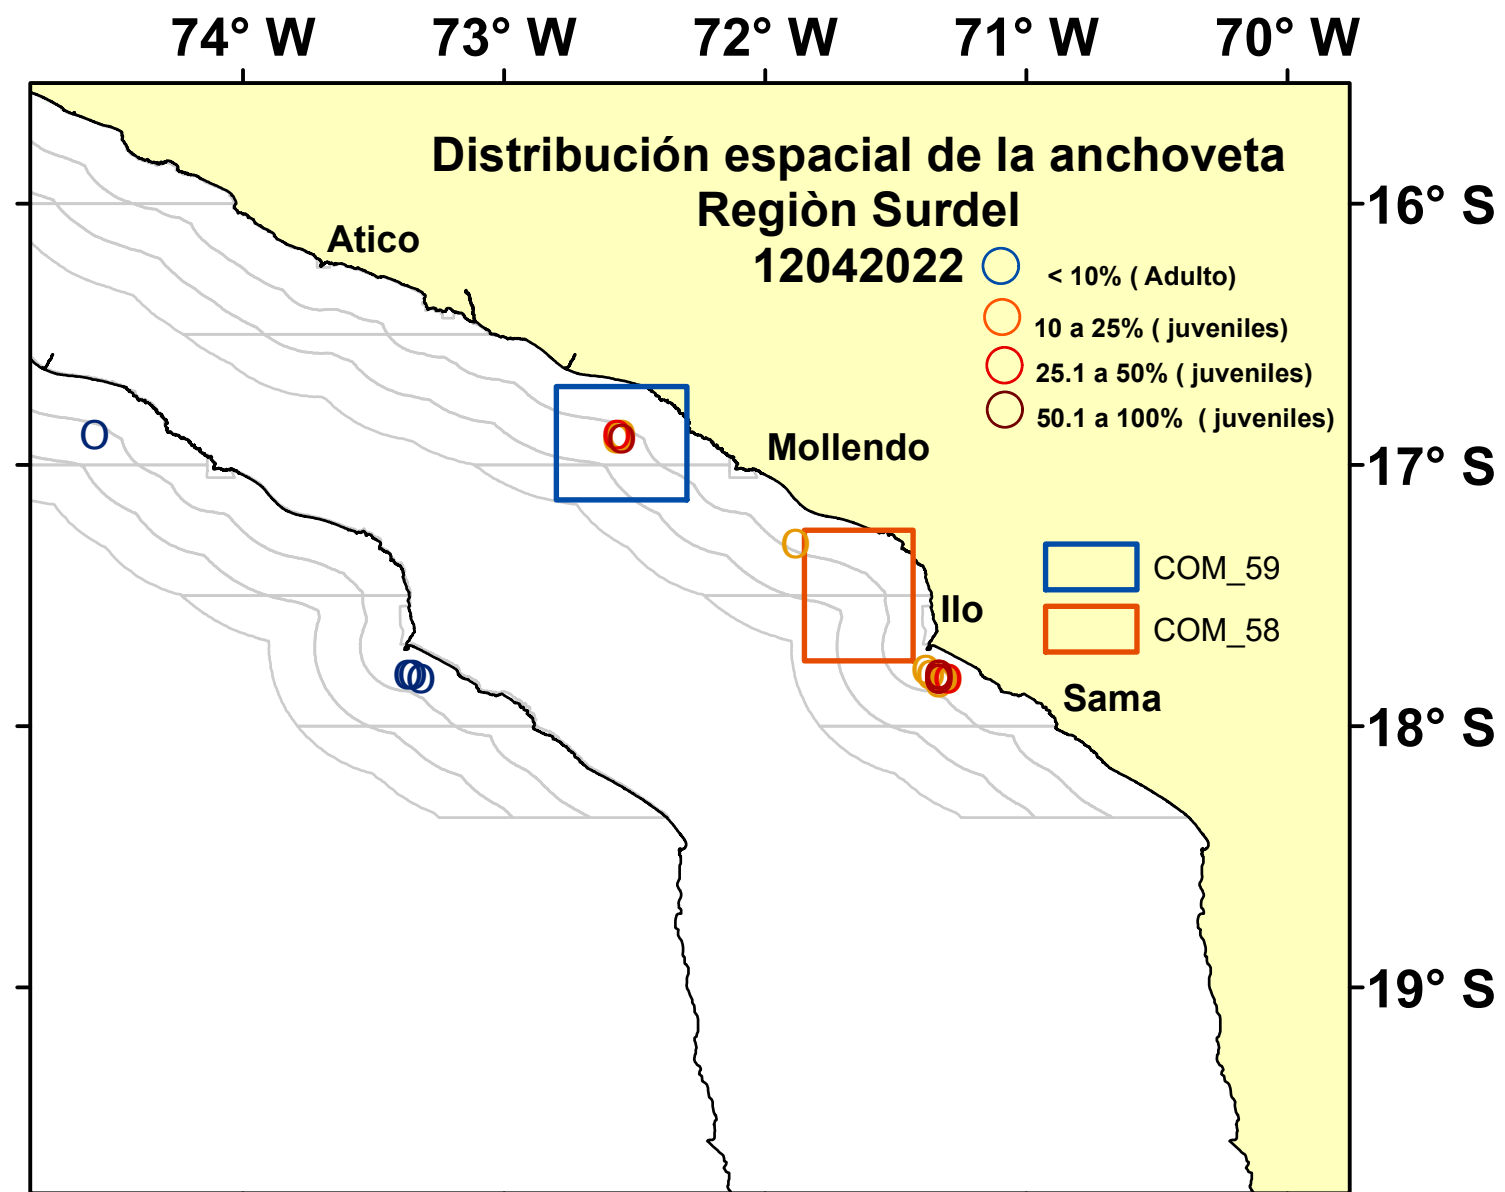 74° W 73° W 72° W 71° W 70° W
Distribución espacial de la anchoveta
Regiòn Surdel
12042022
16° S
Atico
< 10% ( Adulto)
10 a 25% ( juveniles)
25.1 a 50% ( juveniles)
50.1 a 100% ( juveniles)
Mollendo
17° S
COM_59
Ilo
COM_58
Sama
18° S
19° S